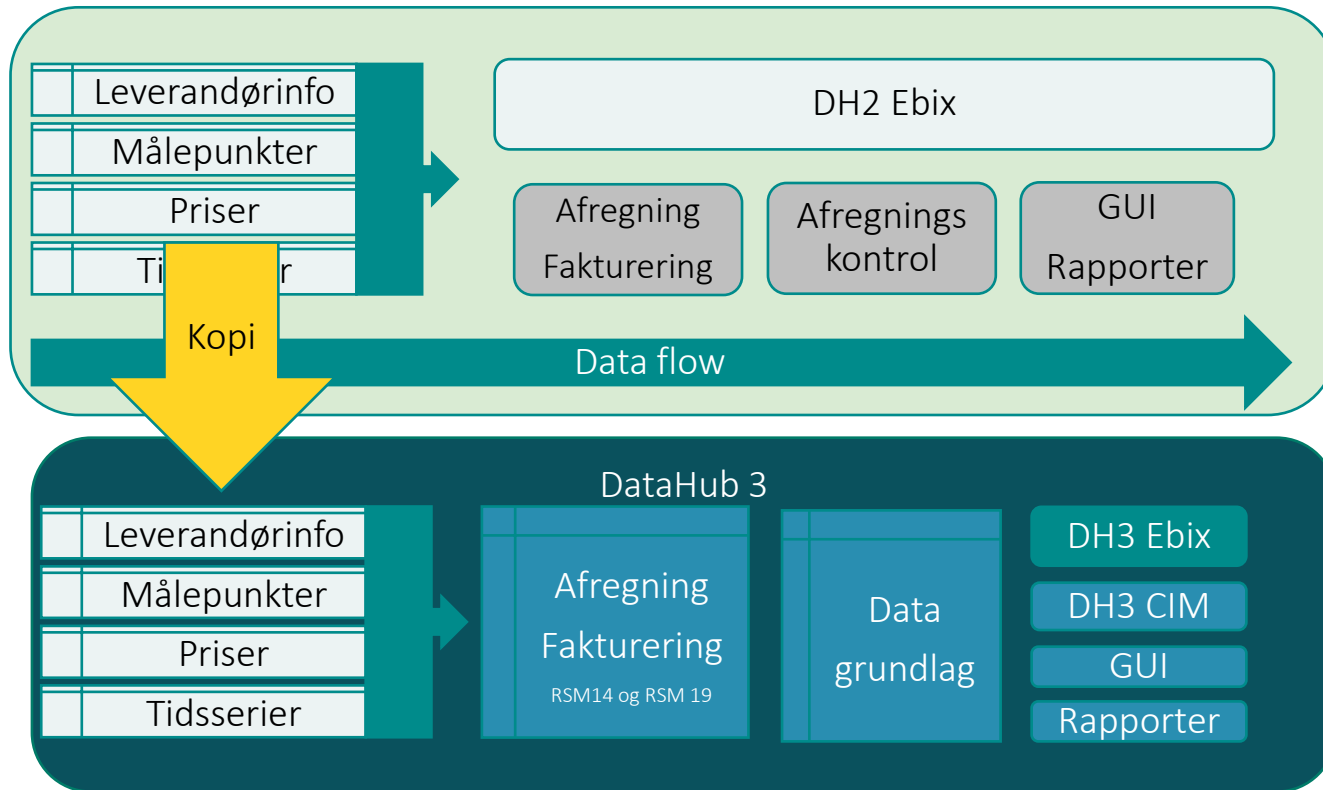 Leverandørinfo
Målepunkter
Priser
Kopi
DH2 Ebix
Afregning
Fakturering
Afregnings
kontrol
GUI
Rapporter
Data flow
DataHub 3
Leverandørinfo
Målepunkter
Priser
Tidsserier
Afregning
Fakturering
RSM14 og RSM 19
Data
grundlag
DH3 Ebix
DH3 CIM
GUI
Rapporter